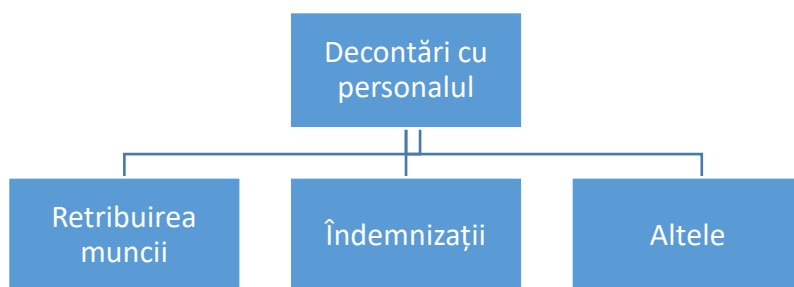 Decontări cu
personalul
Retribuirea
muncii
Îndemnizații
Altele